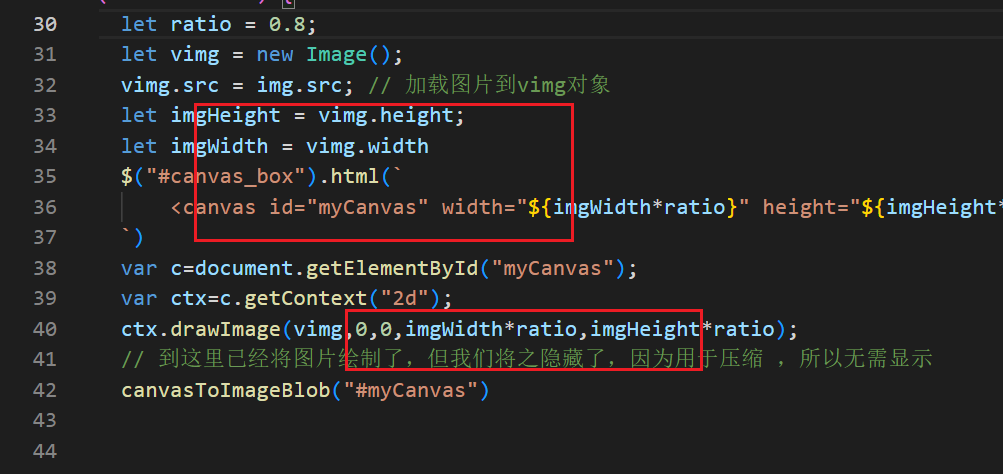 {
30 let ratio = 0.8;
31 let vimg = new Image();
32 vimg.src = img.src; // 加载图片到vimg对象
33 let imgHeight = vimg.height;
34 let imgWidth = vimg.width
35 $("#canvas_box").html(`
36 <canvas id="myCanvas" width="${imgWidth*ratio}" height="${imgHeight*
37 `)
38 var c=document.getElementById("myCanvas");
39 var ctx=c.getContext("2d");
40 ctx.drawImage(vimg,0,0,imgWidth*ratio,imgHeight*ratio);
41 // 到这里已经将图片绘制了，但我们将之隐藏了，因为用于压缩 ，所以无需显示
42 canvasToImageBlob("#myCanvas")
43
44